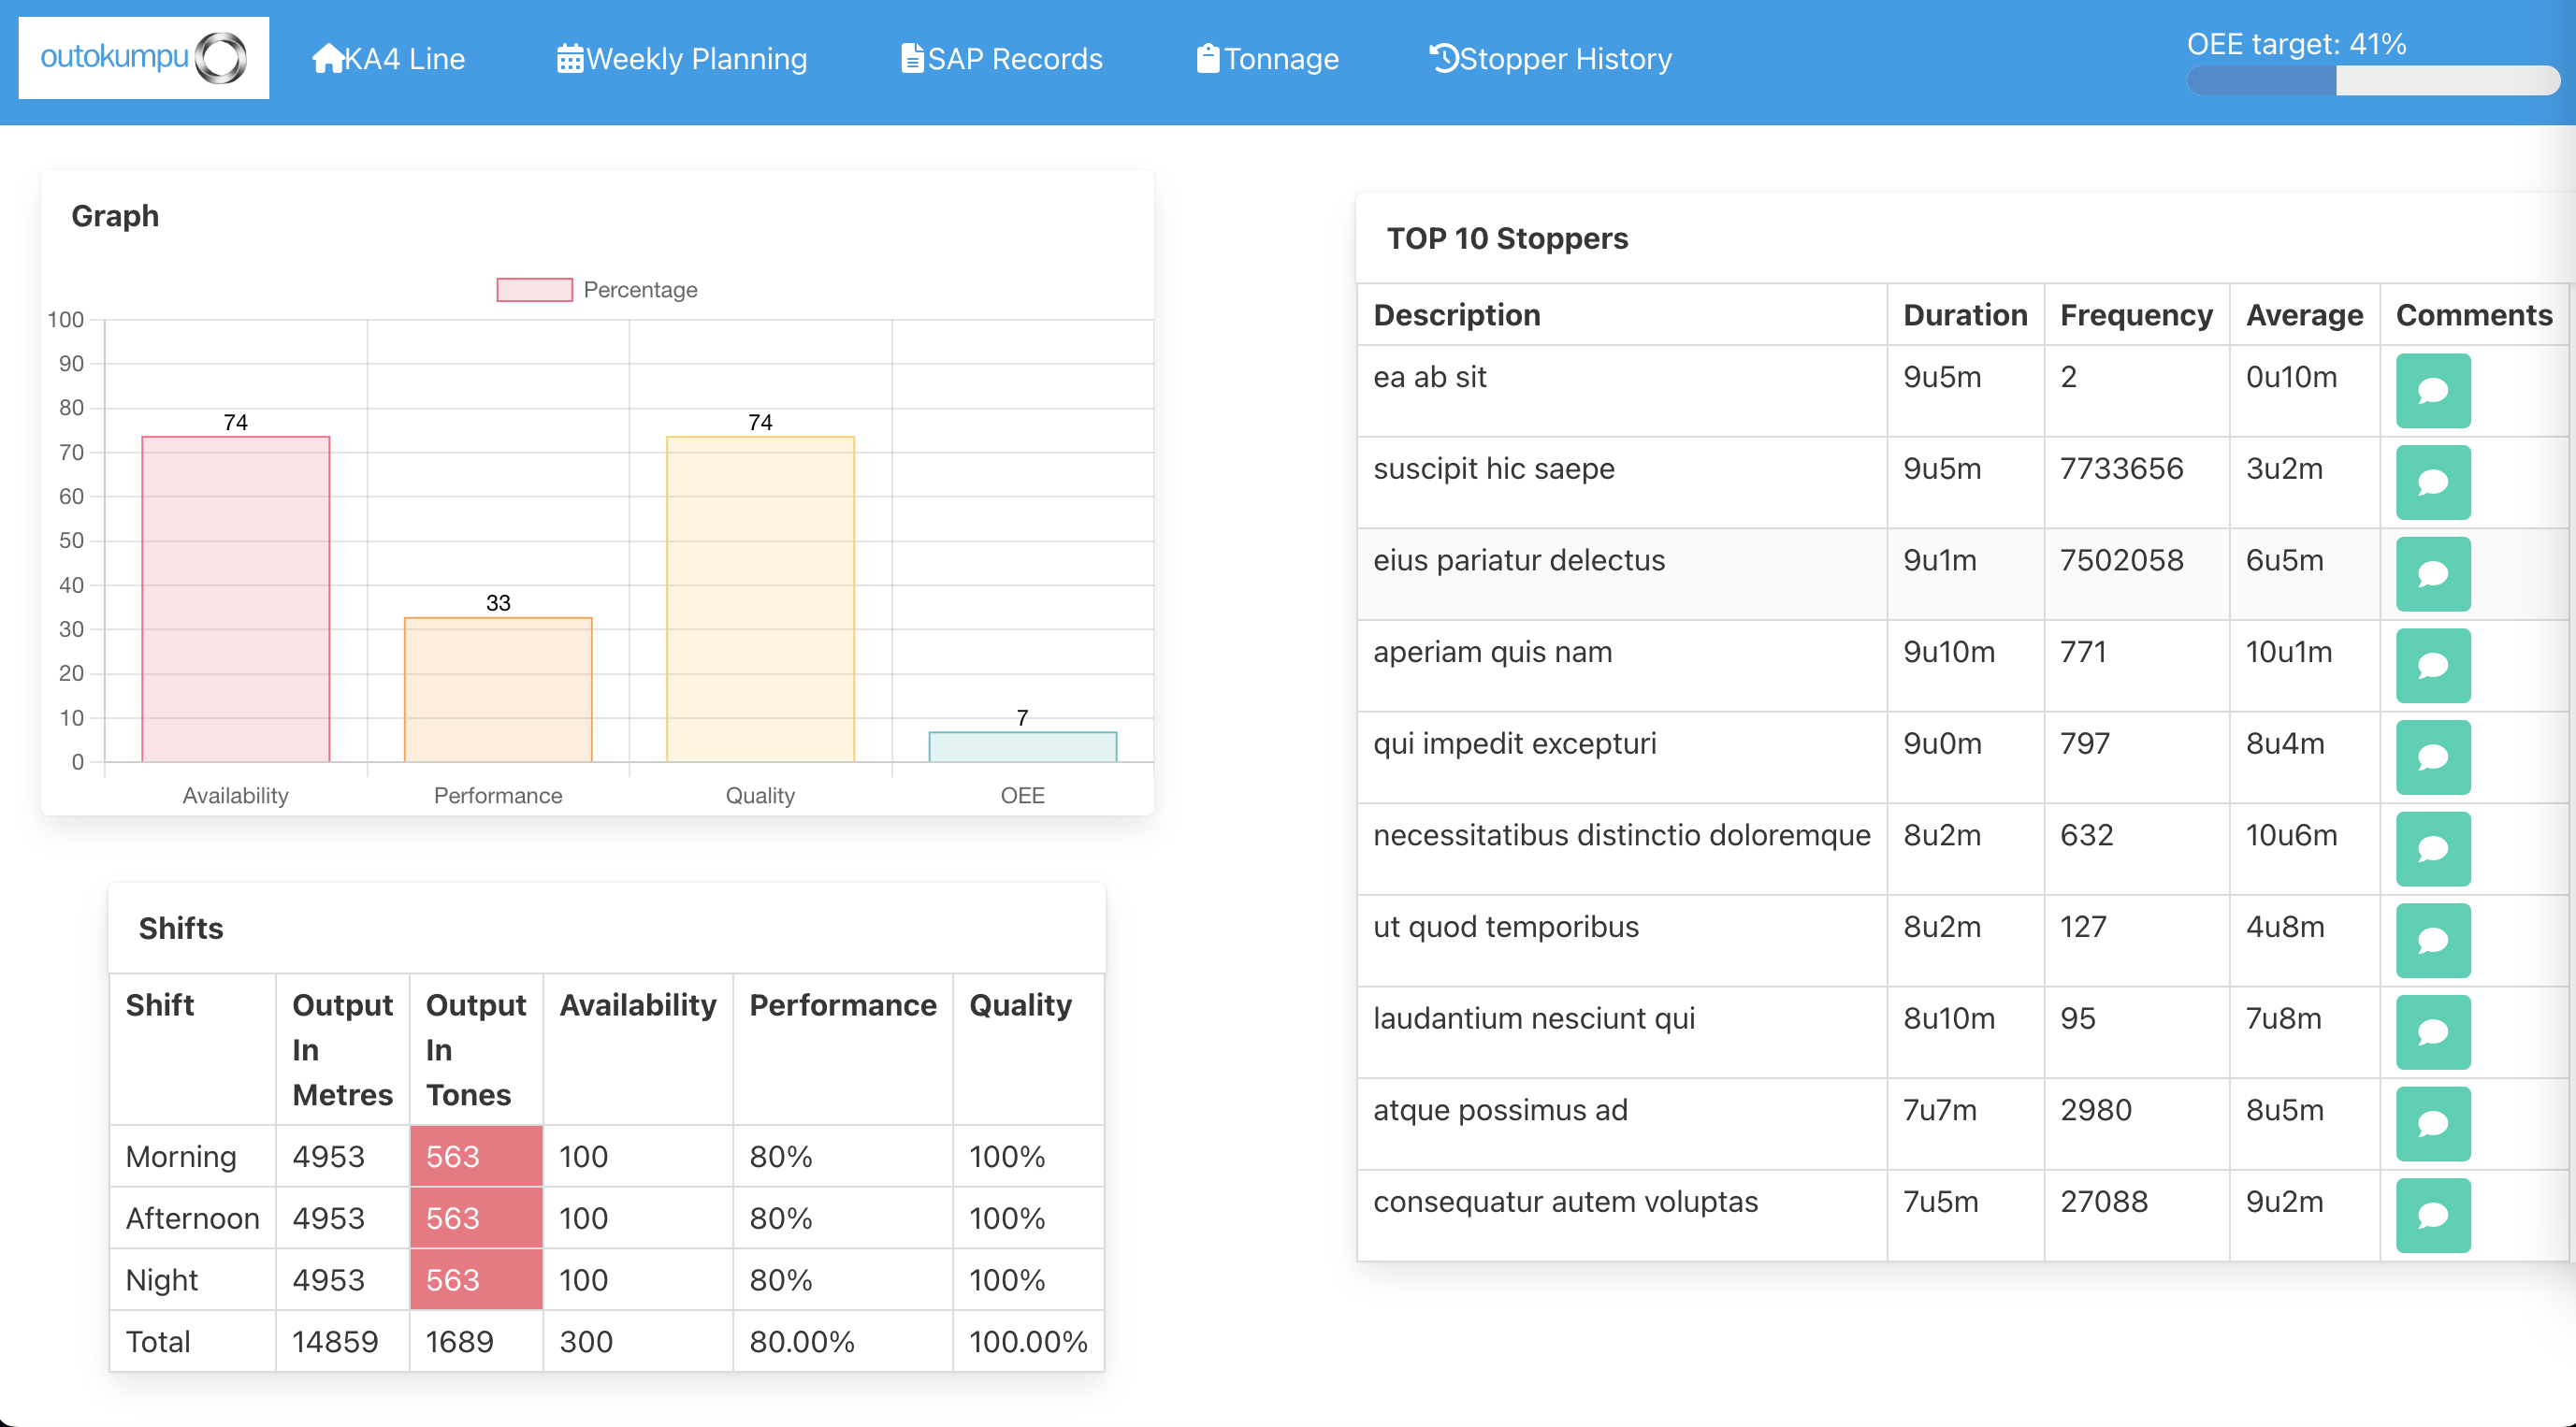 outokumpu
KA4 Line
Weekly Planning
SAP Records
Tonnage
Stopper History
OEE target: 41%
Graph
Percentage
100
90
80
70
60
50
40
30
20
10
0
74
33
74
7
Availability
Performance
Quality
OEE
Shifts
Shift Output In Metres Output In Tones Availability Performance Quality
Morning 4953 563 100 80% 100%
Afternoon 4953 563 100 80% 100%
Night 4953 563 100 80% 100%
Total 14859 1689 300 80.00% 100.00%
TOP 10 Stoppers
Description Duration Frequency Average Comments
ea ab sit 9u5m 2 0u10m
suscipit hic saepe 9u5m 7733656 3u2m
eius pariatur delectus 9u1m 7502058 6u5m
aperiam quis nam 9u10m 771 10u1m
qui impedit excepturi 9u0m 797 8u4m
necessitatibus distinctio doloremque 8u2m 632 10u6m
ut quod temporibus 8u2m 127 4u8m
laudantium nesciunt qui 8u10m 95 7u8m
atque possimus ad 7u7m 2980 8u5m
consequatur autem voluptas 7u5m 27088 9u2m